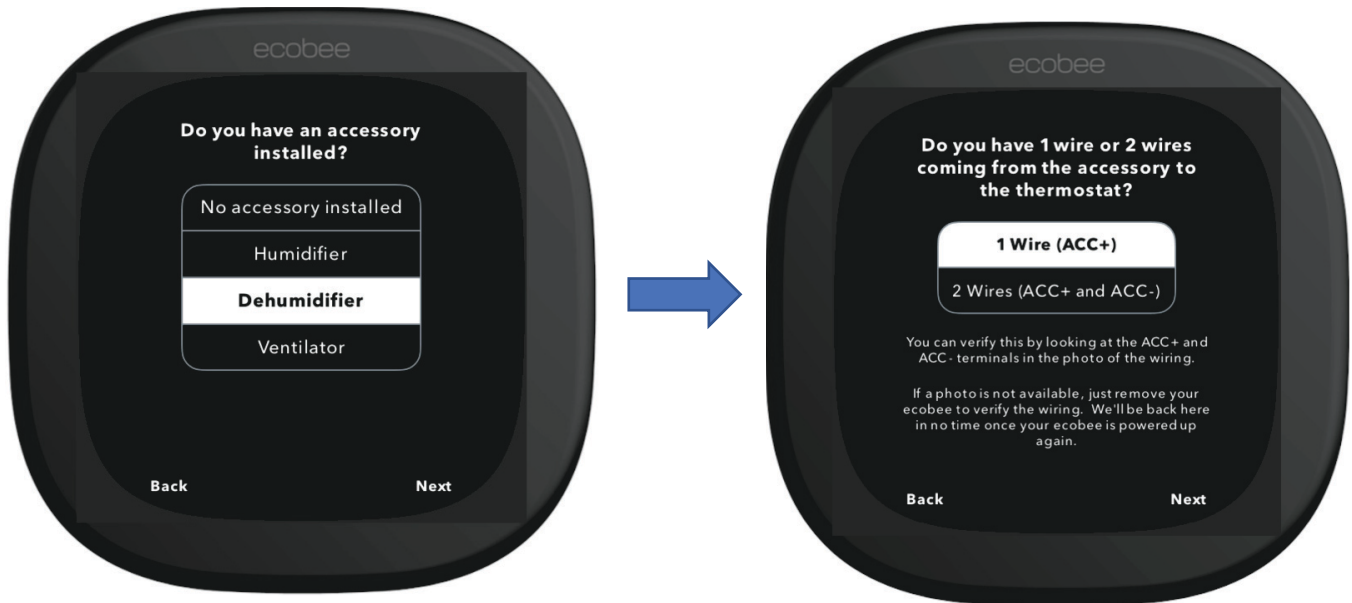 ecobee
Do you have an accessory
installed?
No accessory installed
Humidifier
Dehumidifier
Ventilator
Back
Next
ecobee
Do you have 1 wire or 2 wires
coming from the accessory to
the thermostat?
1 Wire (ACC+)
2 Wires (ACC+ and ACC-)
You can verify this by looking at the ACC+ and
ACC- terminals in the photo of the wiring.
If a photo is not available, just remove your
ecobee to verify the wiring. We'll be back here
in no time once your ecobee is powered up
again.
Back
Next